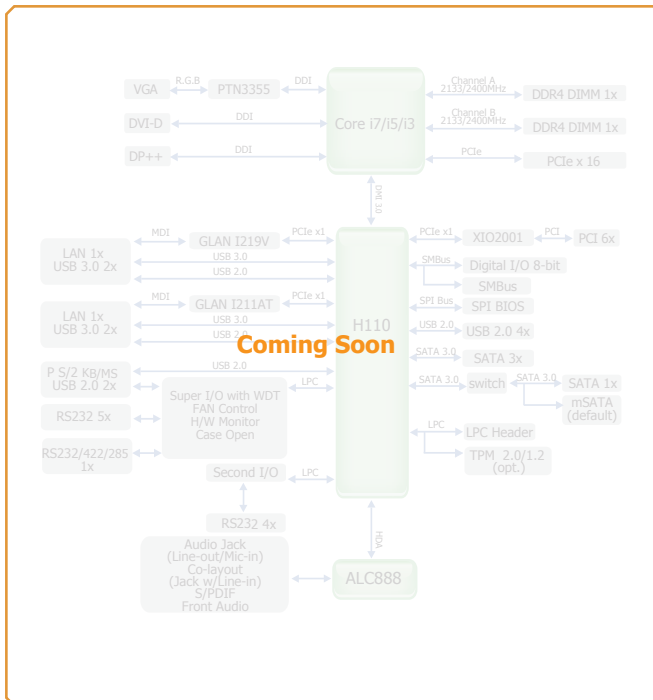 VGA
R.G.B
PTN3355
DDI
DVI-D
DDI
DP++
DDI
Core i7/i5/i3
Channel A
2133/2400MHz
DDR4 DIMM 1x
Channel B
2133/2400MHz
DDR4 DIMM 1x
PCIe
PCIe x 16
DMI 3.0
LAN 1x
USB 3.0 2x
MDI
GLAN I219V
PCIe x1
USB 3.0
USB 2.0
LAN 1x
USB 3.0 2x
MDI
GLAN I211AT
PCIe x1
USB 3.0
USB 2.0
H110
Coming Soon
PCIe x1
XIO2001
PCI
PCI 6x
SMBus
Digital I/O 8-bit
SMBus
SPI Bus
SPI BIOS
USB 2.0
USB 2.0 4x
SATA 3.0
SATA 3x
SATA 3.0
switch
SATA 3.0
SATA 1x
mSATA
(default)
P S/2 KB/MS
USB 2.0 2x
USB 2.0
Super I/O with WDT
FAN Control
H/W Monitor
Case Open
LPC
RS232 5x
RS232/422/285
1x
LPC
LPC Header
TPM 2.0/1.2
(opt.)
Second I/O
LPC
RS232 4x
HDA
Audio Jack
(Line-out/Mic-in)
Co-layout
(Jack w/Line-in)
S/PDIF
Front Audio
ALC888